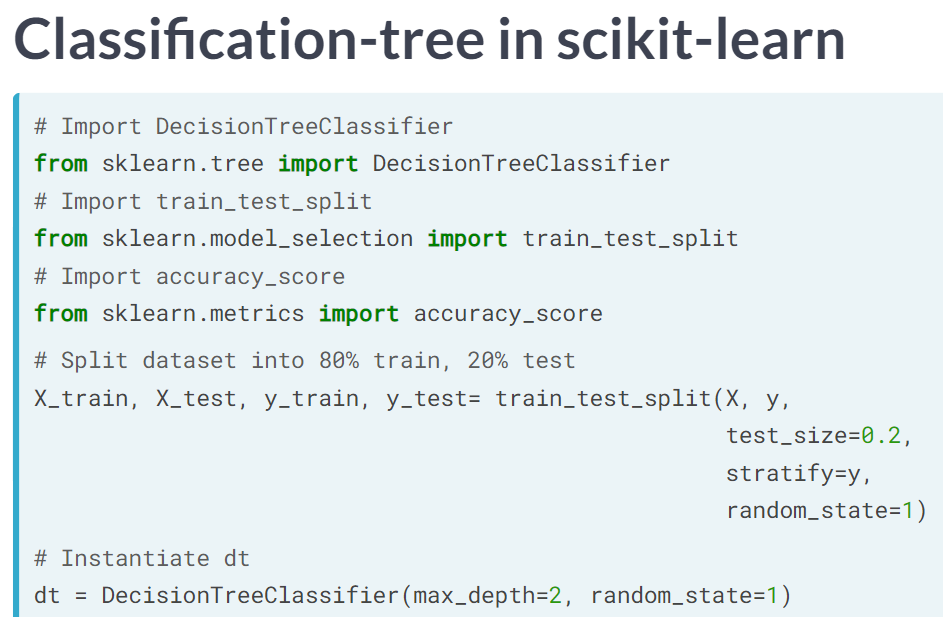 Classification-tree in scikit-learn
# Import DecisionTreeClassifier
from sklearn.tree import DecisionTreeClassifier
# Import train_test_split
from sklearn.model_selection import train_test_split
# Import accuracy_score
from sklearn.metrics import accuracy_score
# Split dataset into 80% train, 20% test
X_train, X_test, y_train, y_test= train_test_split(X, y,
test_size=0.2,
stratify=y,
random_state=1)
# Instantiate dt
dt = DecisionTreeClassifier(max_depth=2, random_state=1)